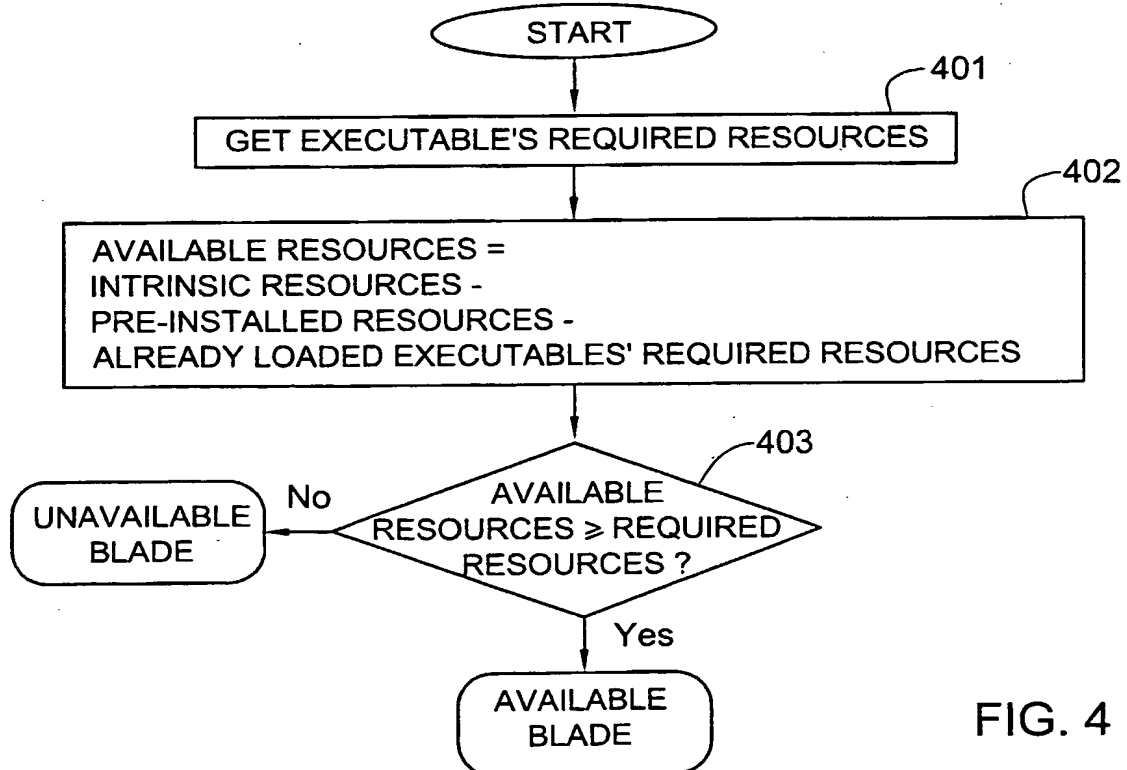 START
401
GET EXECUTABLE'S REQUIRED RESOURCES
402
AVAILABLE RESOURCES =
INTRINSIC RESOURCES -
PRE-INSTALLED RESOURCES -
ALREADY LOADED EXECUTABLES' REQUIRED RESOURCES
403
AVAILABLE
RESOURCES ⩾ REQUIRED
RESOURCES ?
No
UNAVAILABLE
BLADE
Yes
AVAILABLE
BLADE
FIG. 4